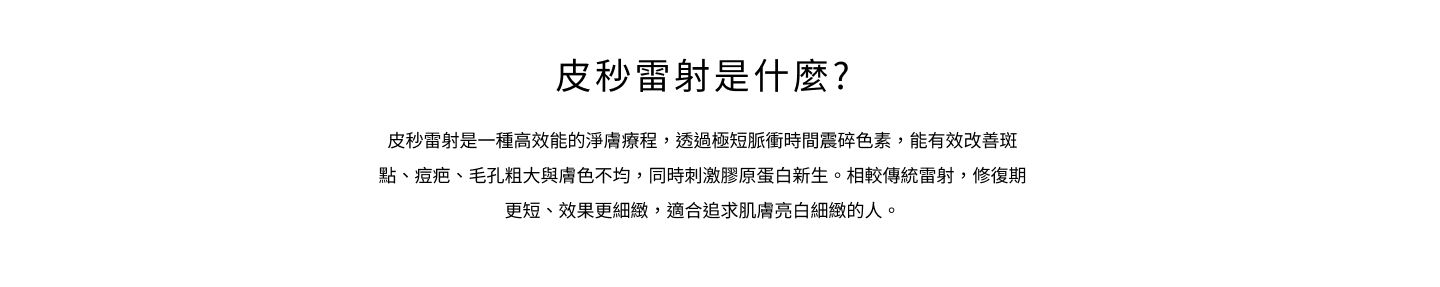 皮秒雷射是什麼?
皮秒雷射是一種高效能的淨膚療程，透過極短脈衝時間震碎色素，能有效改善斑
點、痘疤、毛孔粗大與膚色不均，同時刺激膠原蛋白新生。相較傳統雷射，修復期
更短、效果更細緻，適合追求肌膚亮白細緻的人。